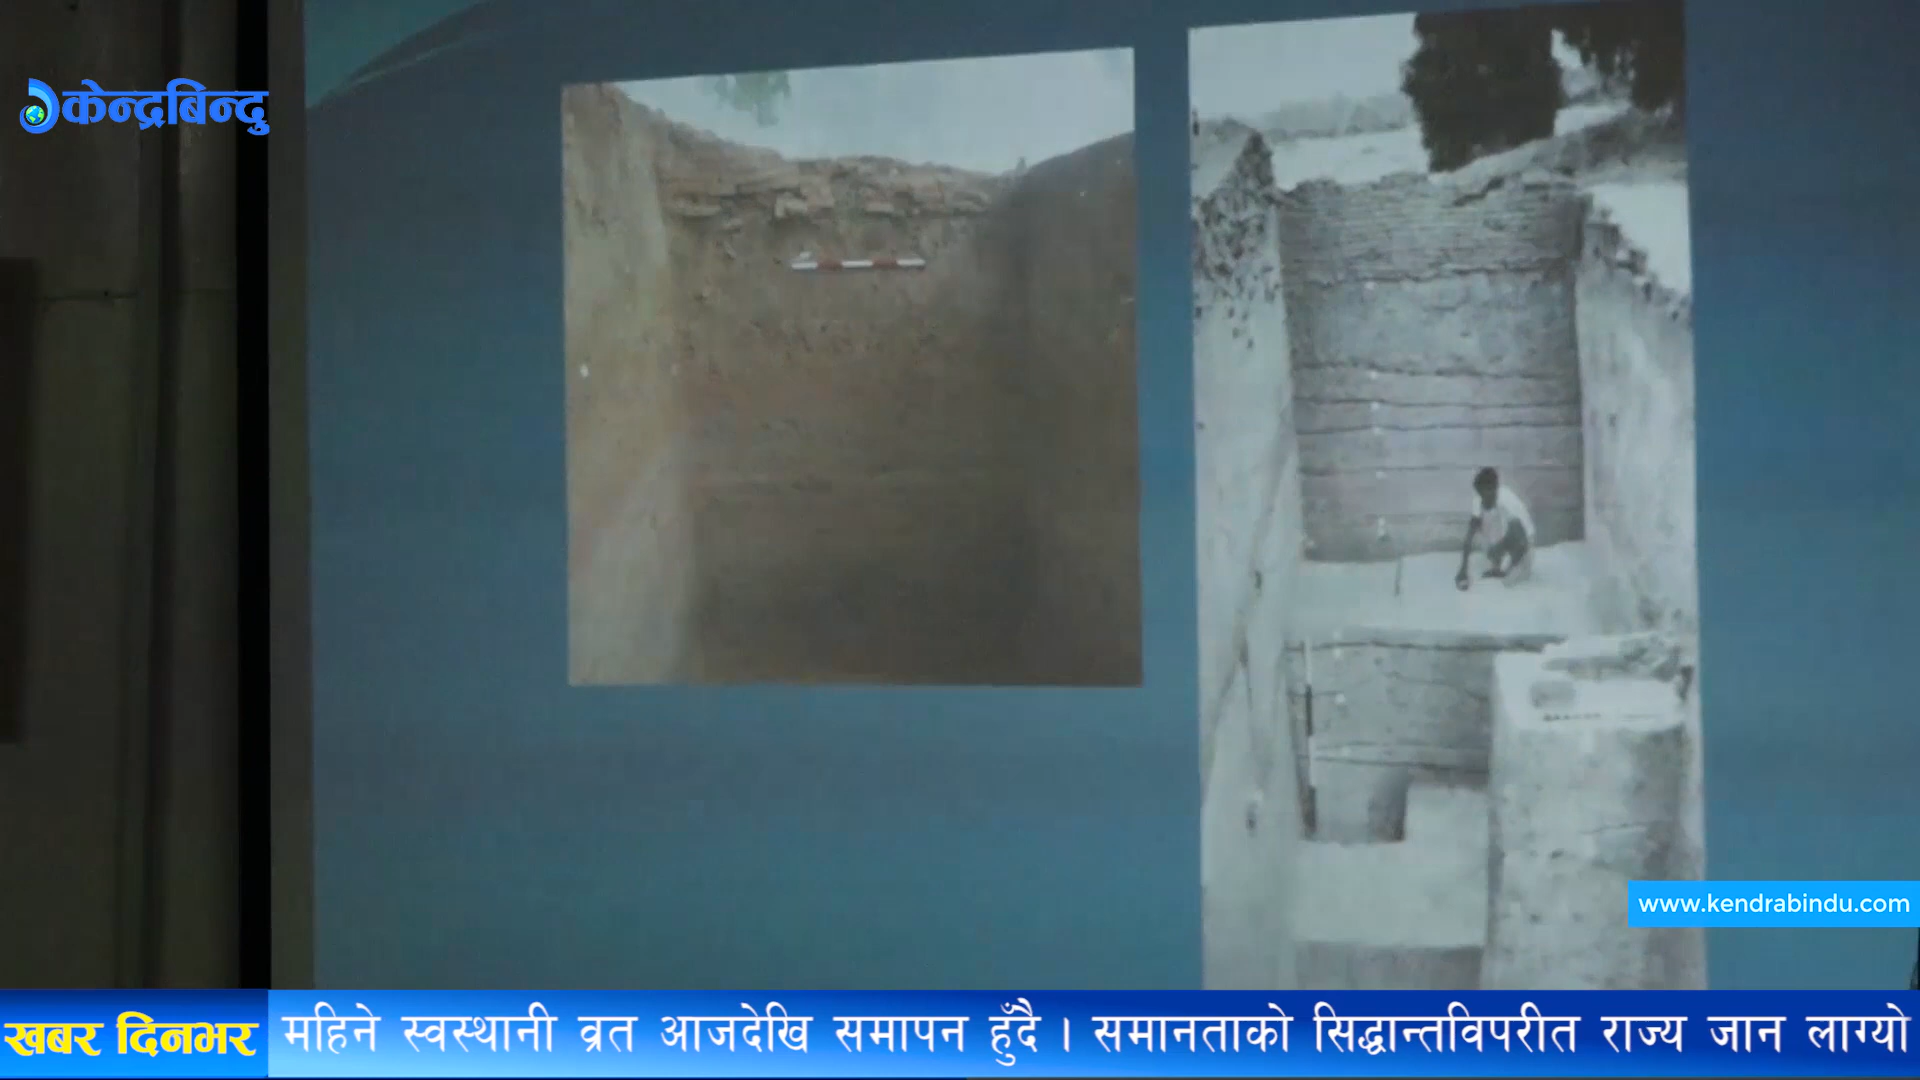 केन्द्रबिन्दु
www.kendrabindu.com
खबर दिनभर
महिने स्वस्थानी व्रत आजदेखि समापन हुँदै । समानताको सिद्धान्तविपरीत राज्य जान लाग्यो